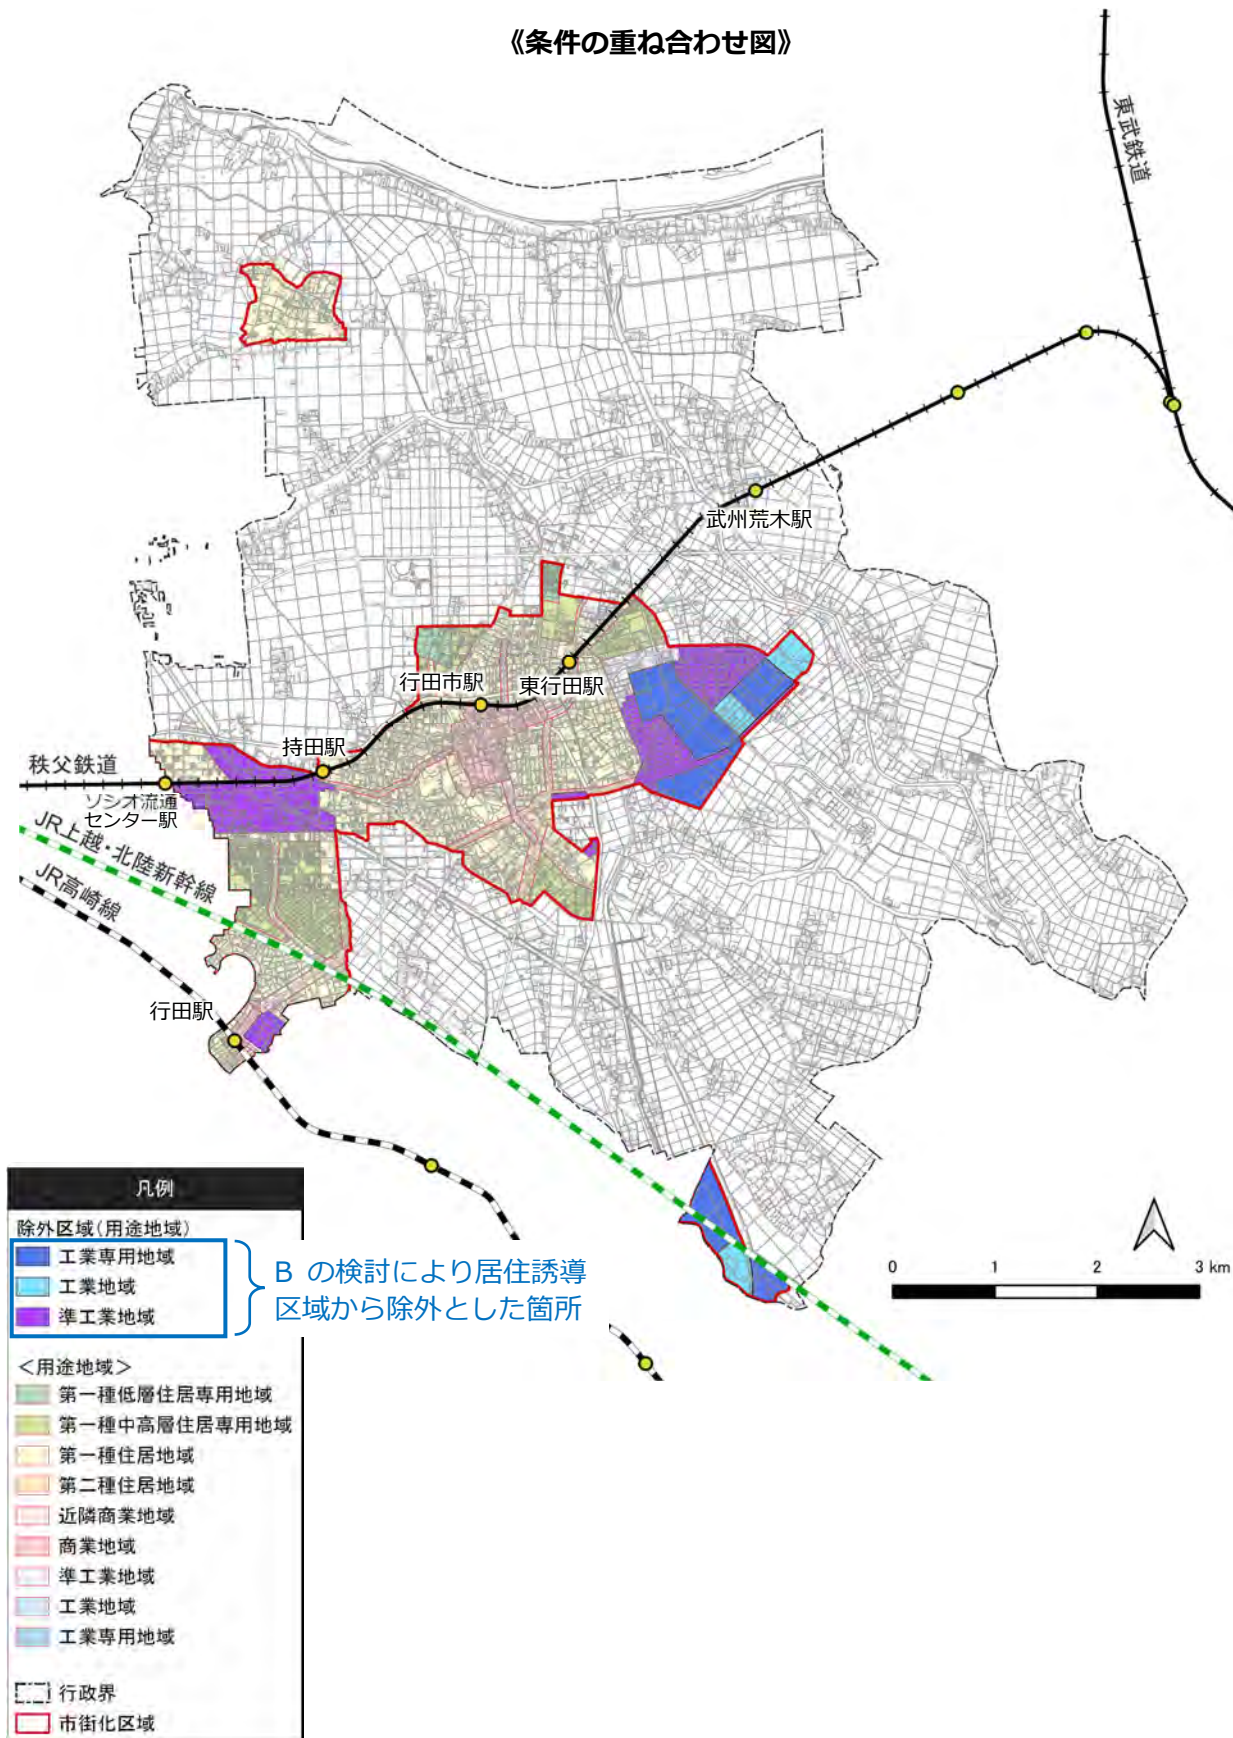 《条件の重ね合わせ図》
東武鉄道
武州荒木駅
行田市駅
東行田駅
持田駅
秩父鉄道
ソシオ流通
センター駅
JR上越・北陸新幹線
JR高崎線
行田駅
凡例
除外区域(用途地域)
工業専用地域
工業地域
準工業地域
B の検討により居住誘導
区域から除外とした箇所
<用途地域>
第一種低層住居専用地域
第一種中高層住居専用地域
第一種住居地域
第二種住居地域
近隣商業地域
商業地域
準工業地域
工業地域
工業専用地域
行政界
市街化区域
0 1 2 3 km